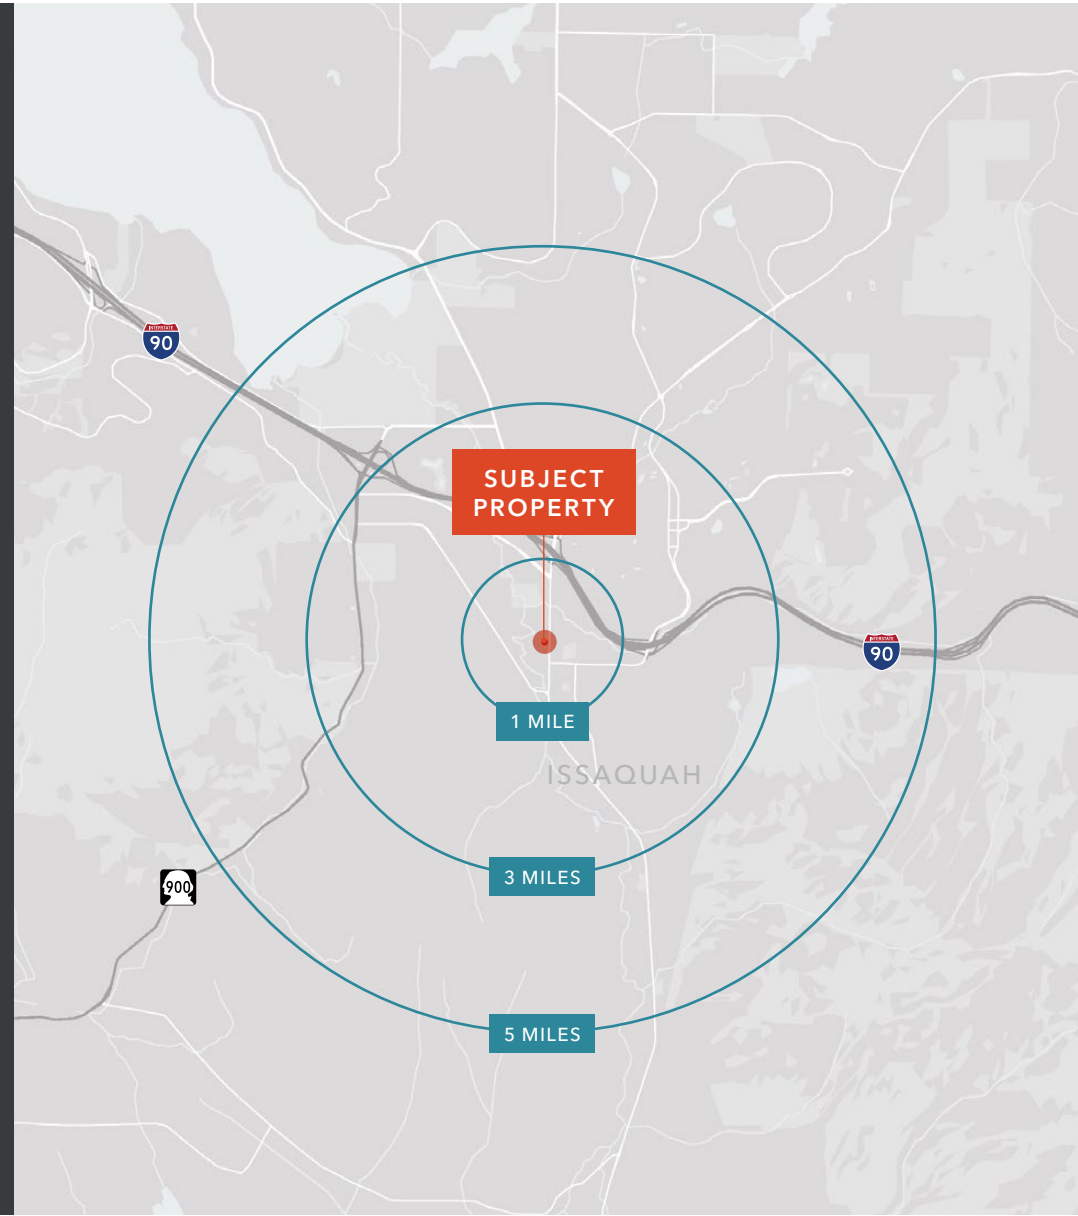 INTERSTATE
90
SUBJECT
PROPERTY
INTERSTATE
90
1 MILE
ISSAQUAH
3 MILES
900
5 MILES